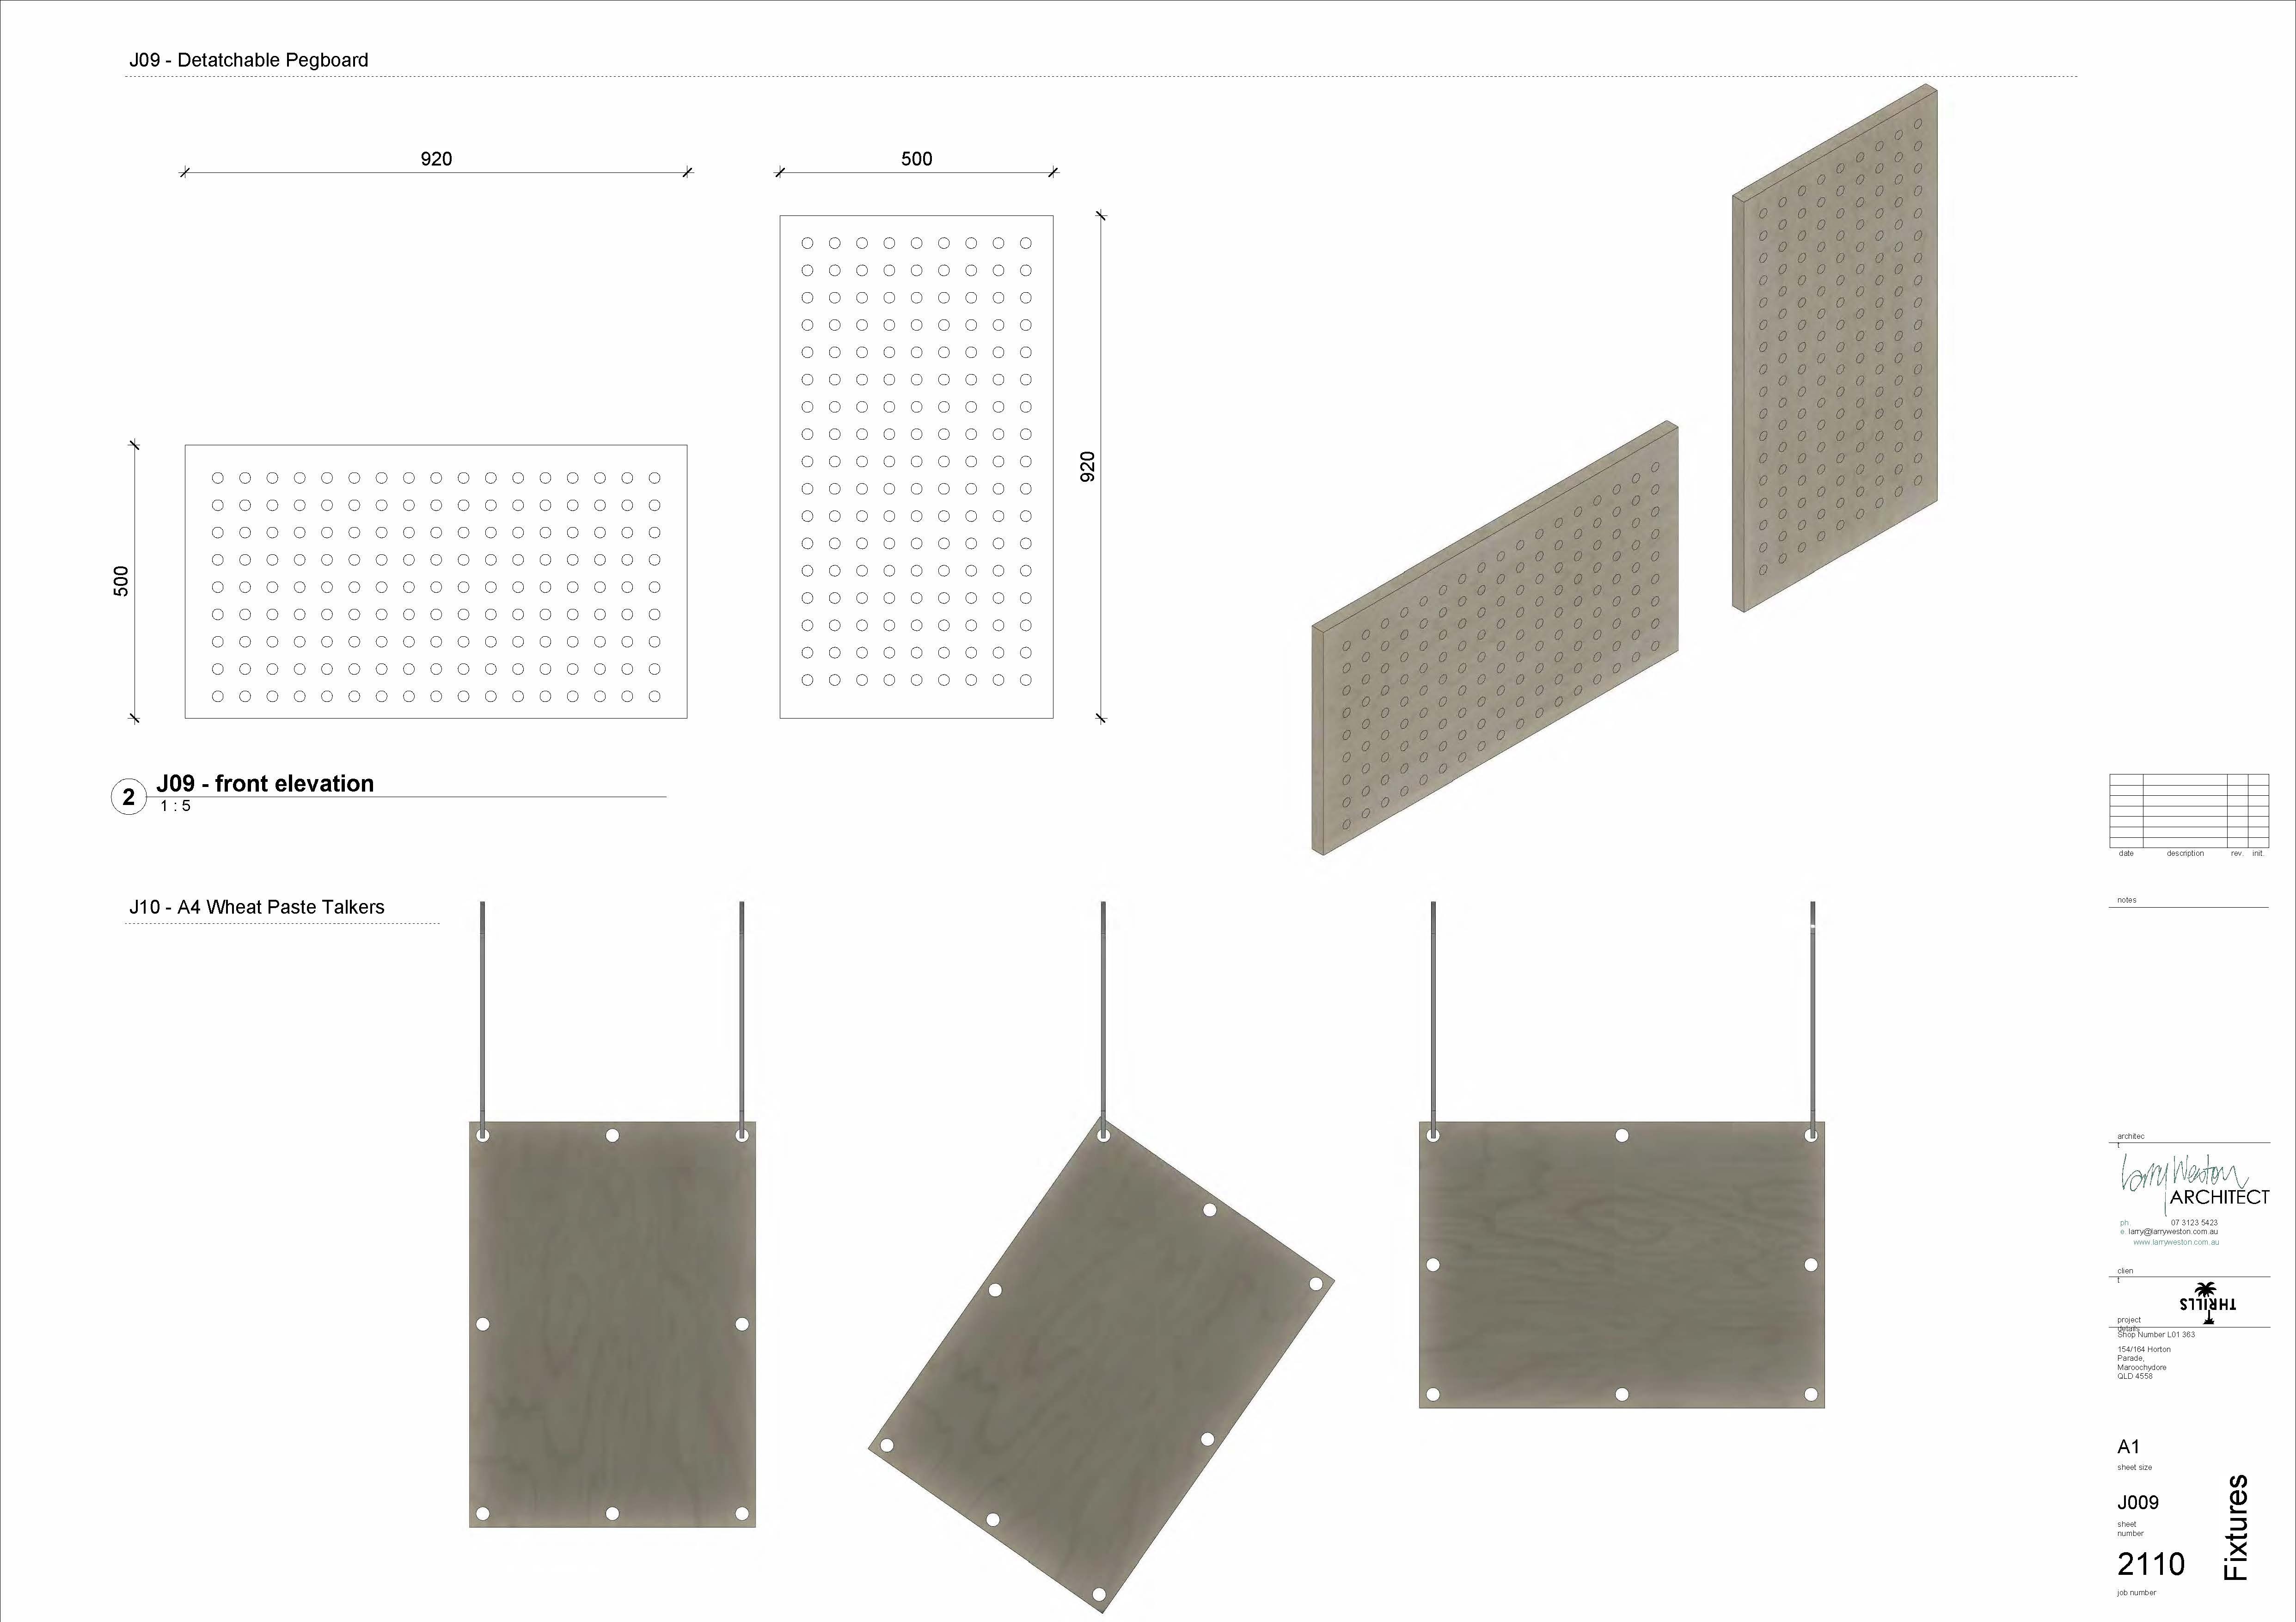 J09 - Detatchable Pegboard
920
500
500
920
2
J09 - front elevation
1 : 5
J10 - A4 Wheat Paste Talkers
date description rev. init.
notes
architec
t
Larry Weston
ARCHITECT
ph. 07 3123 5423
e. larry@larryweston.com.au
www.larryweston.com.au
clien
t
THRILLS
project
details
Shop Number L01 363
154/164 Horton
Parade,
Maroochydore
QLD 4558
A1
sheet size
J009
sheet
number
2110
job number
Fixtures